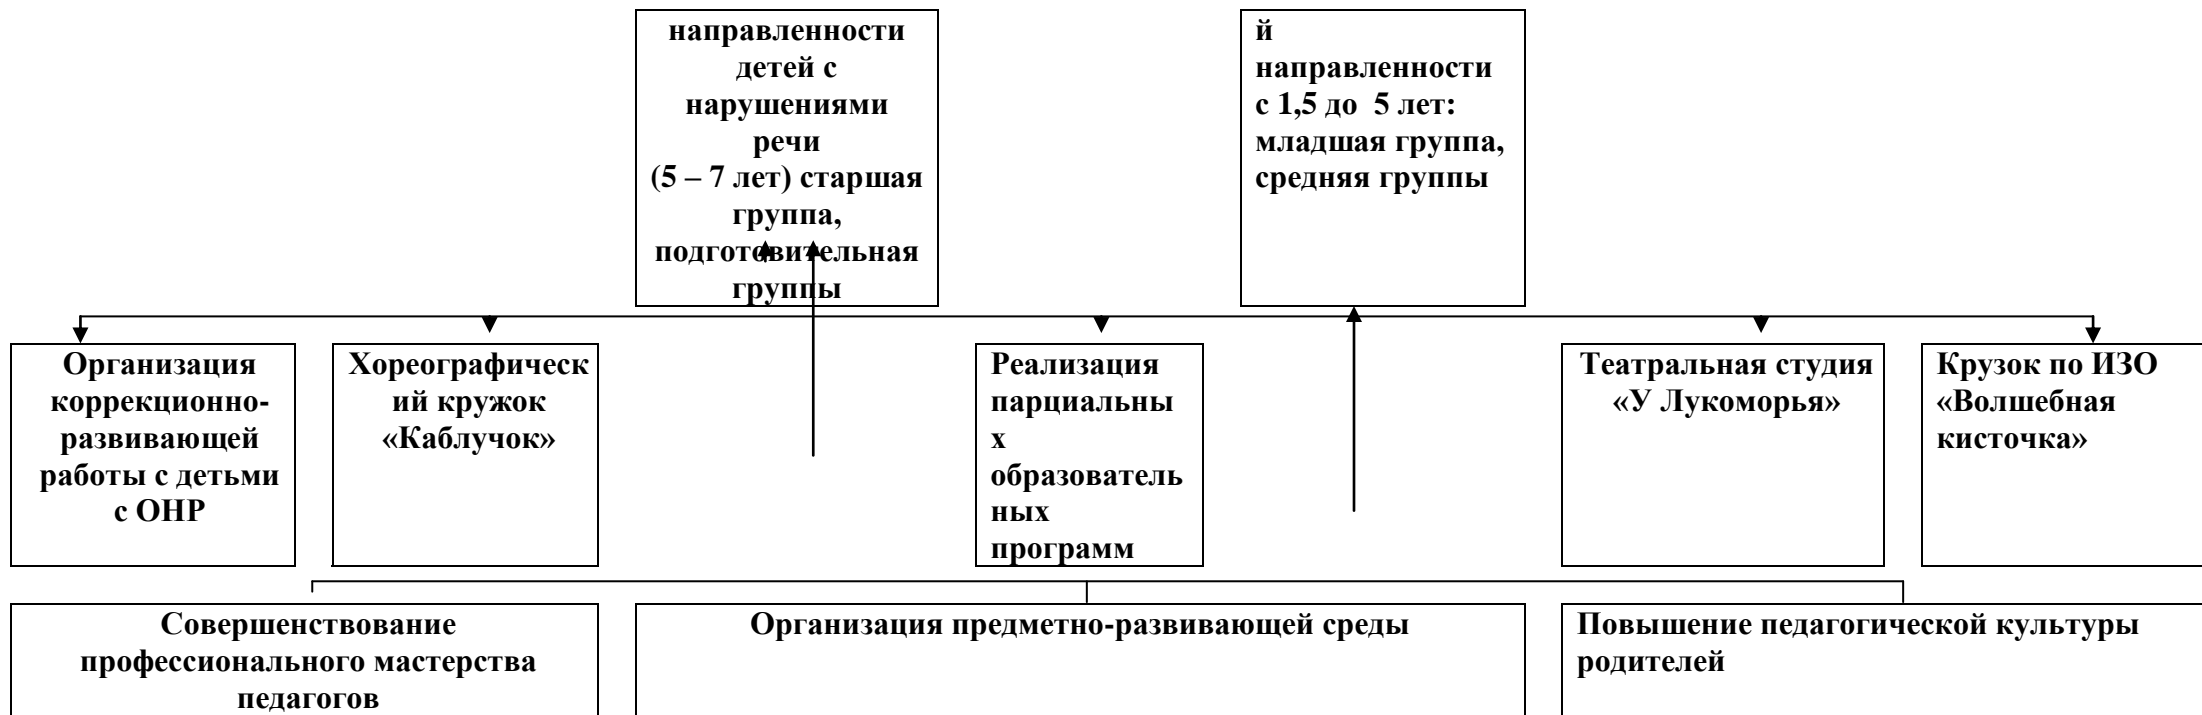 направленности
детей с
нарушениями
речи
(5 – 7 лет) старшая
группа,
подготовительная
группы
й
направленности
с 1,5 до  5 лет:
младшая группа,
средняя группы
Организация
коррекционно-
развивающей
работы с детьми
с ОНР
Хореографическ
ий кружок
«Каблучок»
Реализация
парциальны
х
образователь
ных
программ
Театральная студия
«У Лукоморья»
Крузок по ИЗО
«Волшебная
кисточка»
Совершенствование
профессионального мастерства
педагогов
Организация предметно-развивающей среды
Повышение педагогической культуры
родителей